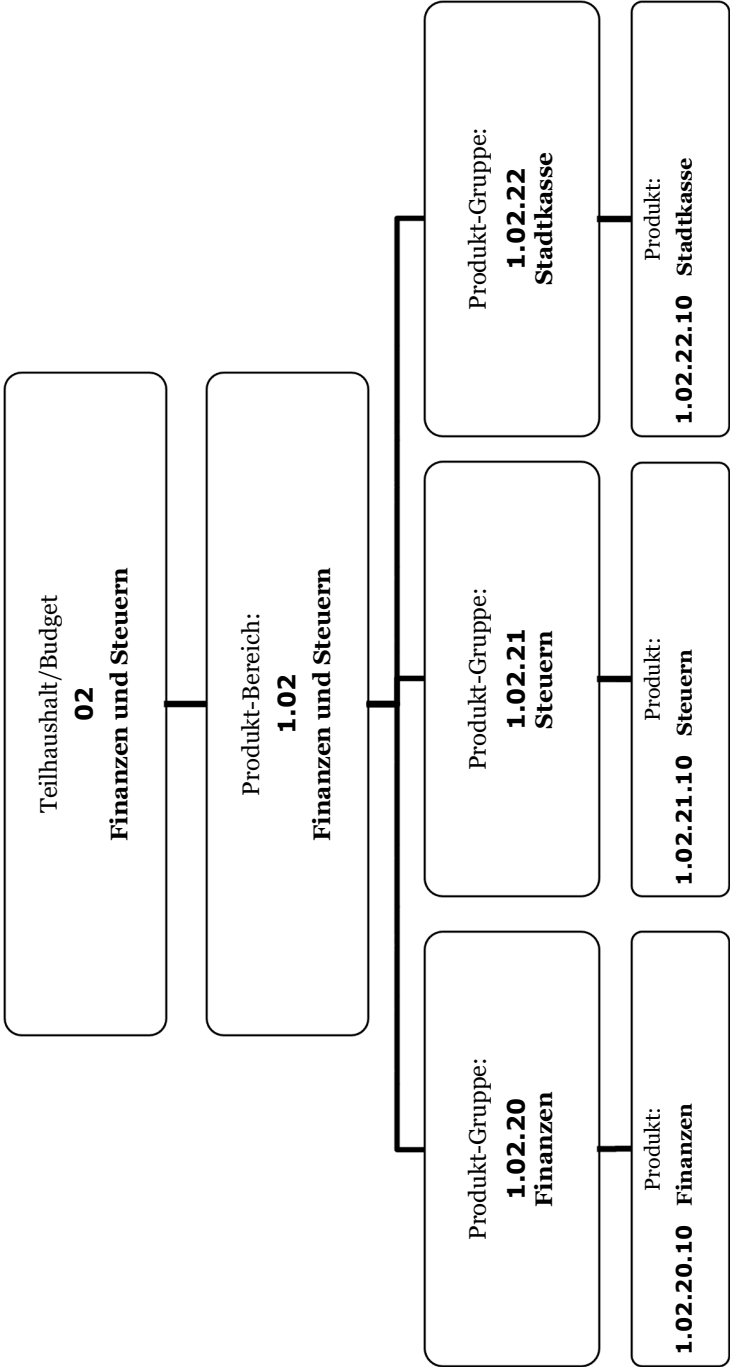 Teilhaushalt/Budget
02
Finanzen und Steuern
Produkt-Bereich:
1.02
Finanzen und Steuern
Produkt-Gruppe:
1.02.20
Finanzen
Produkt-Gruppe:
1.02.21
Steuern
Produkt-Gruppe:
1.02.22
Stadtkasse
Produkt:
1.02.20.10 Finanzen
Produkt:
1.02.21.10 Steuern
Produkt:
1.02.22.10 Stadtkasse